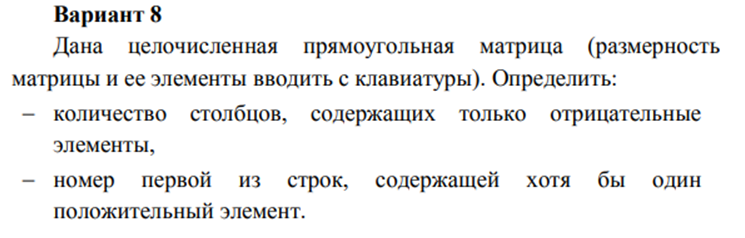 Вариант 8
Дана целочисленная прямоугольная матрица (размерность
матрицы и ее элементы вводить с клавиатуры). Определить:
– количество столбцов, содержащих только отрицательные
элементы,
– номер первой из строк, содержащей хотя бы один
положительный элемент.